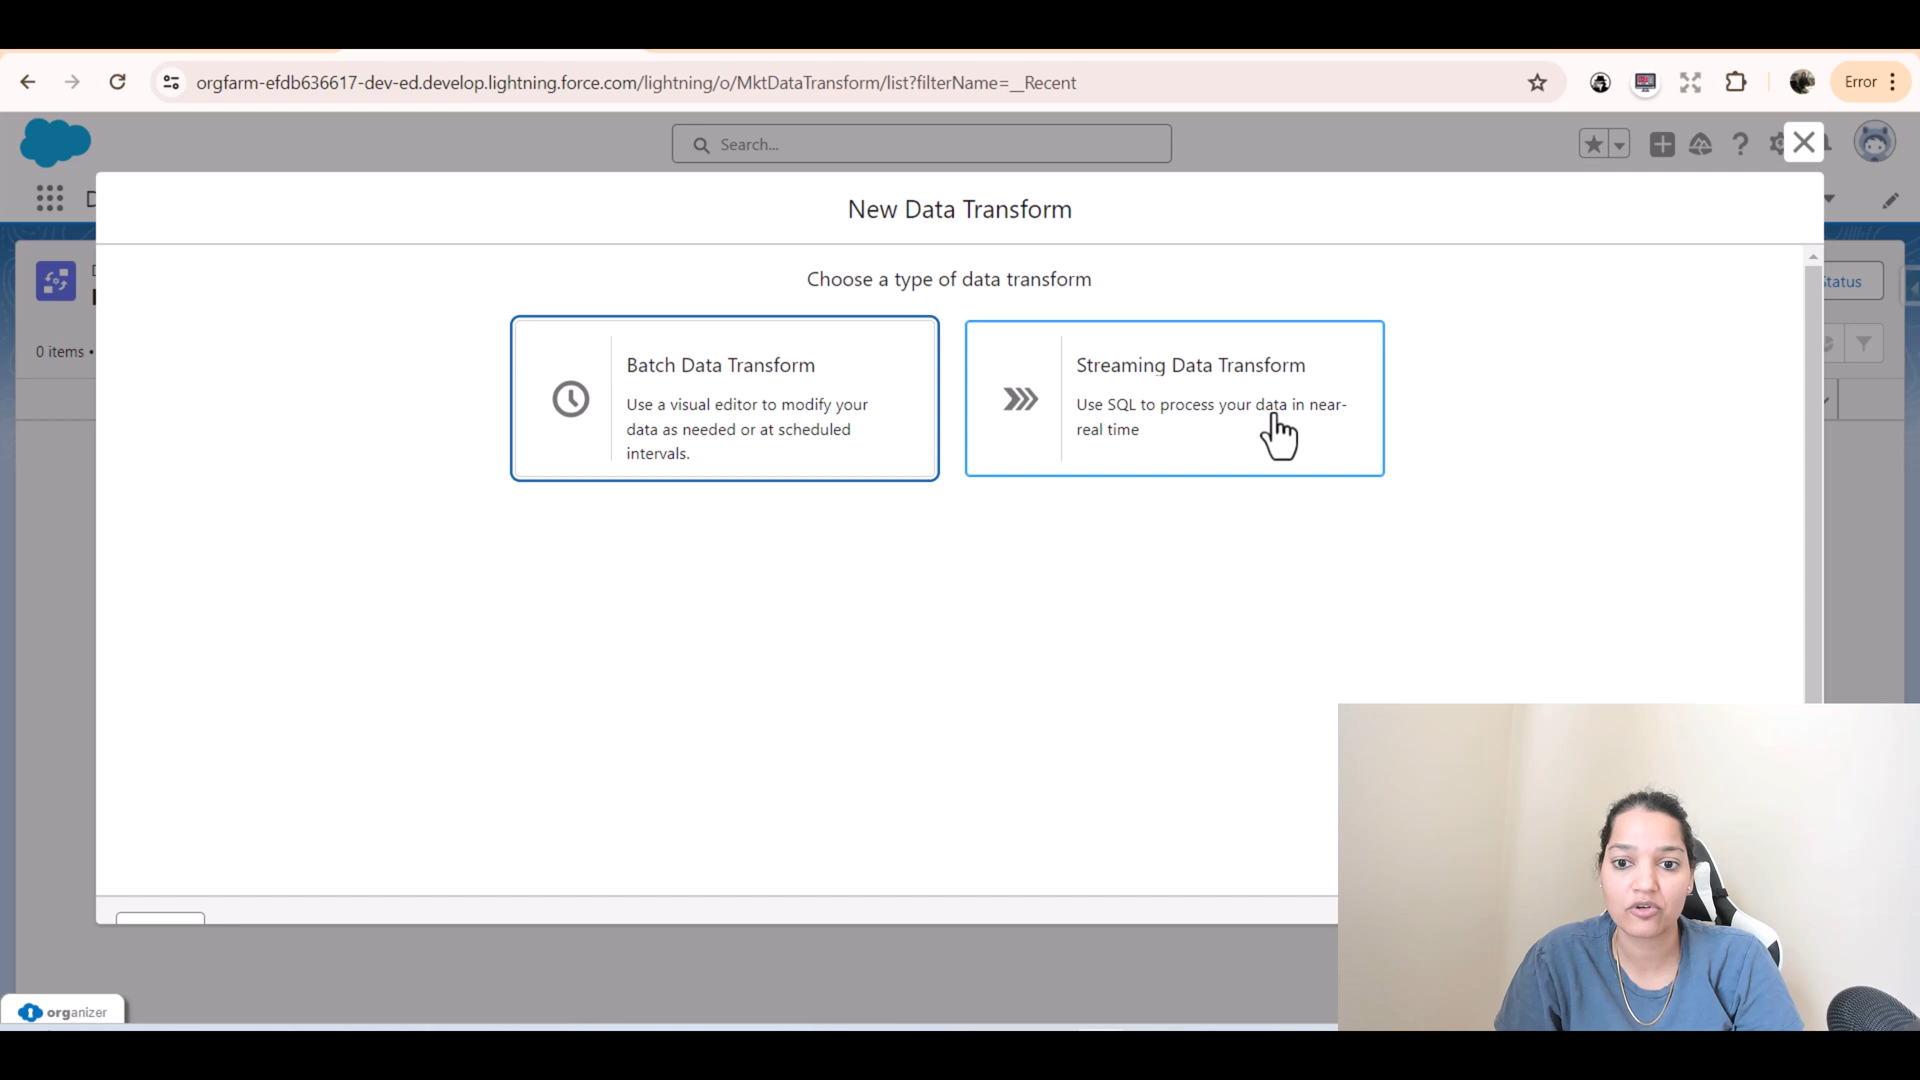 orgfarm-efdb636617-dev-ed.develop.lightning.force.com/lightning/o/MktDataTransform/list?filterName=__Recent
Error
Search...
New Data Transform
Choose a type of data transform
Status
0 items •
Batch Data Transform
Use a visual editor to modify your
data as needed or at scheduled
intervals.
Streaming Data Transform
Use SQL to process your data in near-
real time
organizer